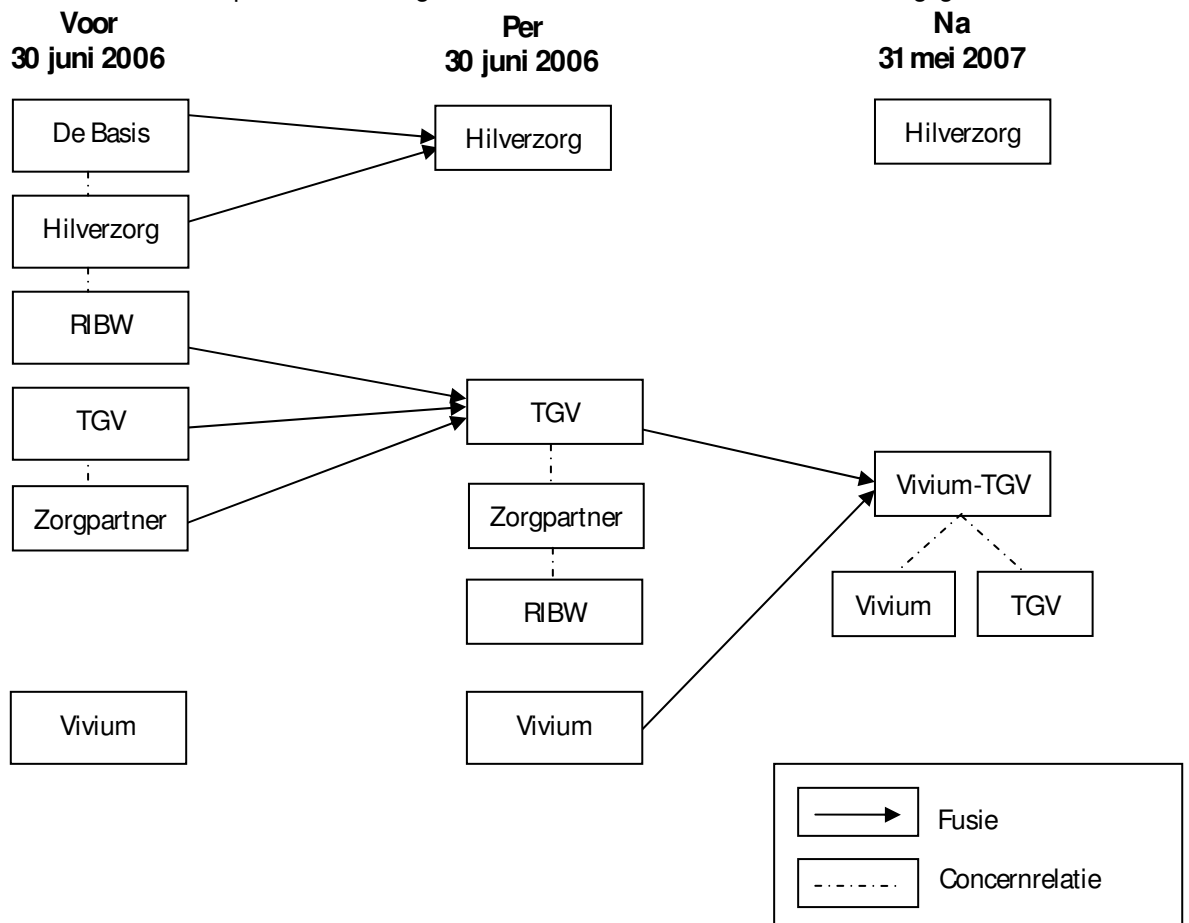 Voor
30 juni 2006
Per
30 juni 2006
Na
31 mei 2007
De Basis
Hilverzorg
RIBW
TGV
Zorgpartner
Vivium
Hilverzorg
TGV
Zorgpartner
RIBW
Vivium
Hilverzorg
Vivium-TGV
Vivium
TGV
Fusie
Concernrelatie